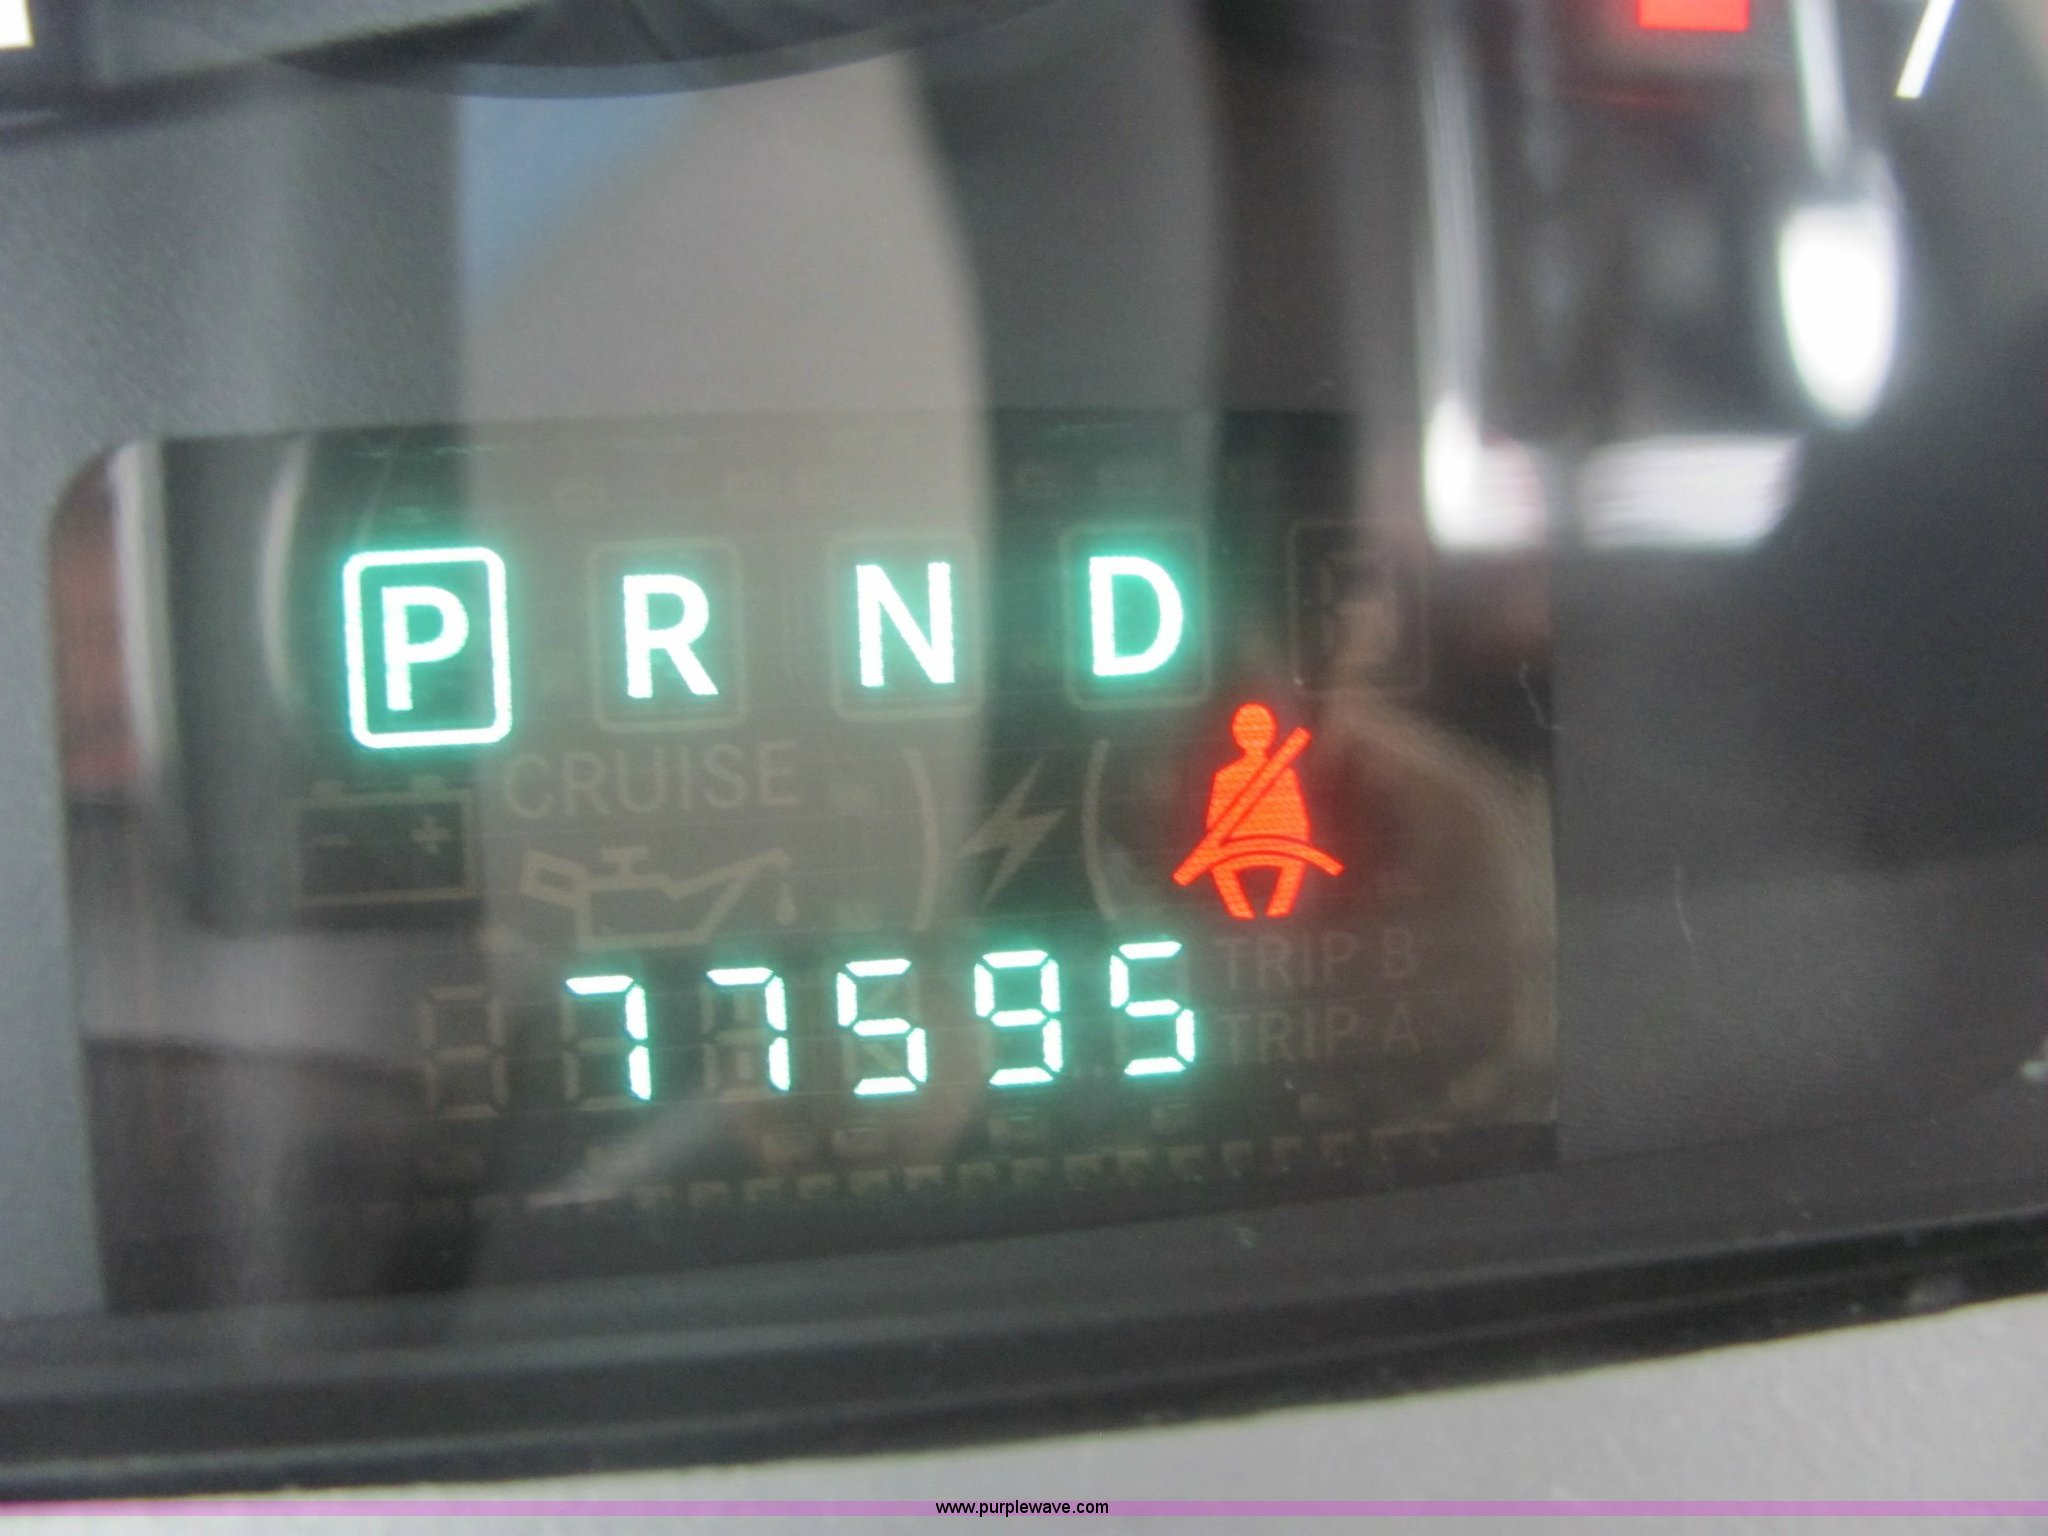 P R N D
CRUISE
- +
TRIP B
77595
TRIP A
www.purplewave.com